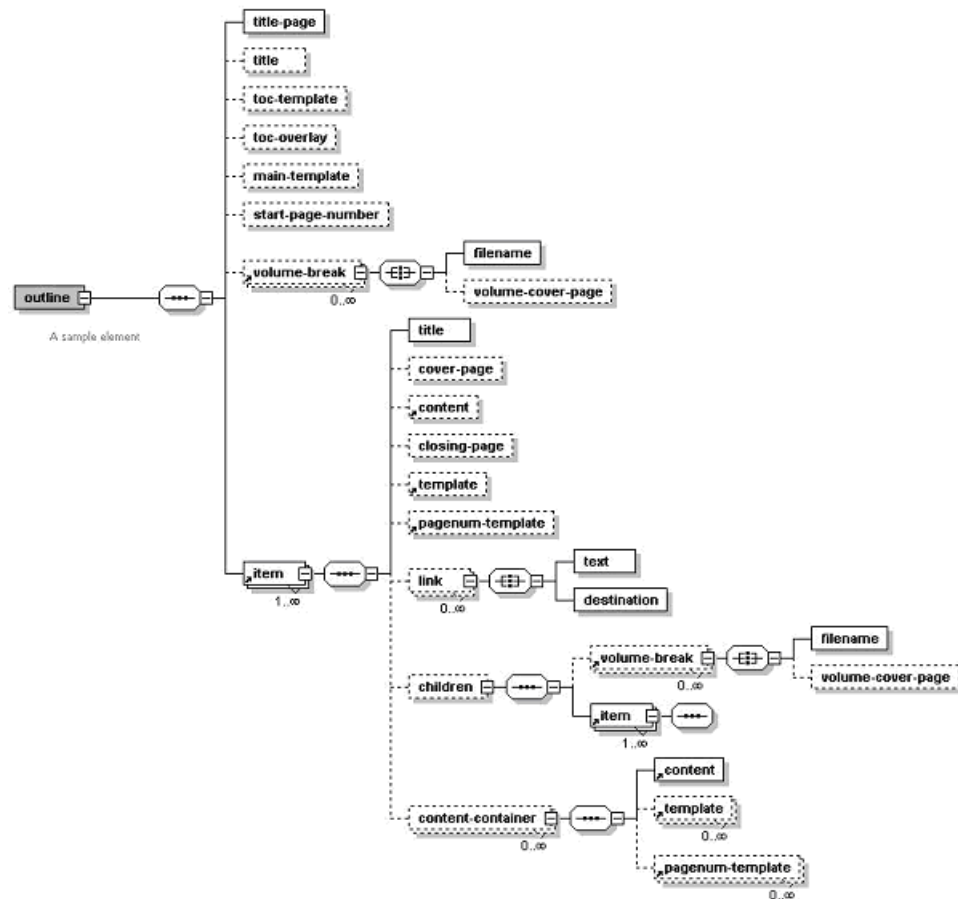 title-page
title
toc-template
toc-overlay
main-template
start-page-number
volume-break
0..∞
filename
volume-cover-page
outline
A sample element
title
cover-page
content
closing-page
template
pagenum-template
item
1..∞
link
0..∞
text
destination
children
volume-break
0..∞
filename
volume-cover-page
item
1..∞
content-container
0..∞
content
template
0..∞
pagenum-template
0..∞